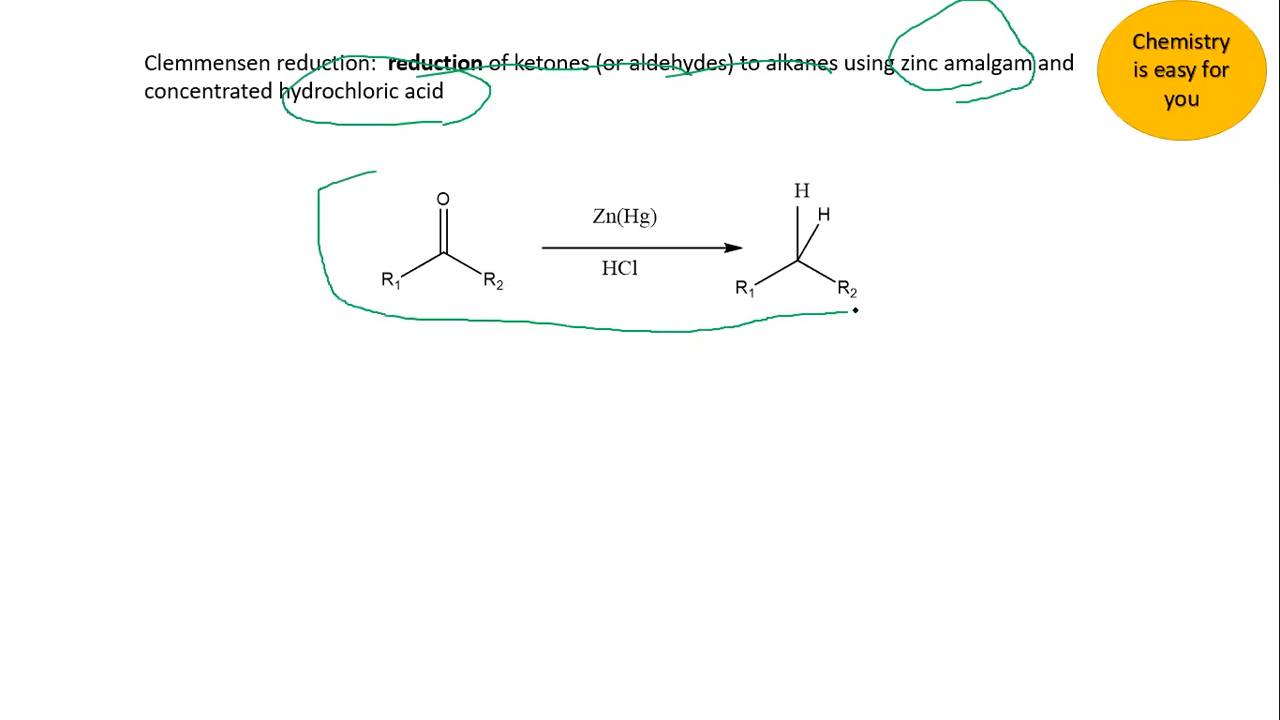 Clemmensen reduction: reduction of ketones (or aldehydes) to alkanes using zinc amalgam and
concentrated hydrochloric acid
Chemistry
is easy for
you
O
R₁
R₂
Zn(Hg)
HCl
H
H
R₁
R₂